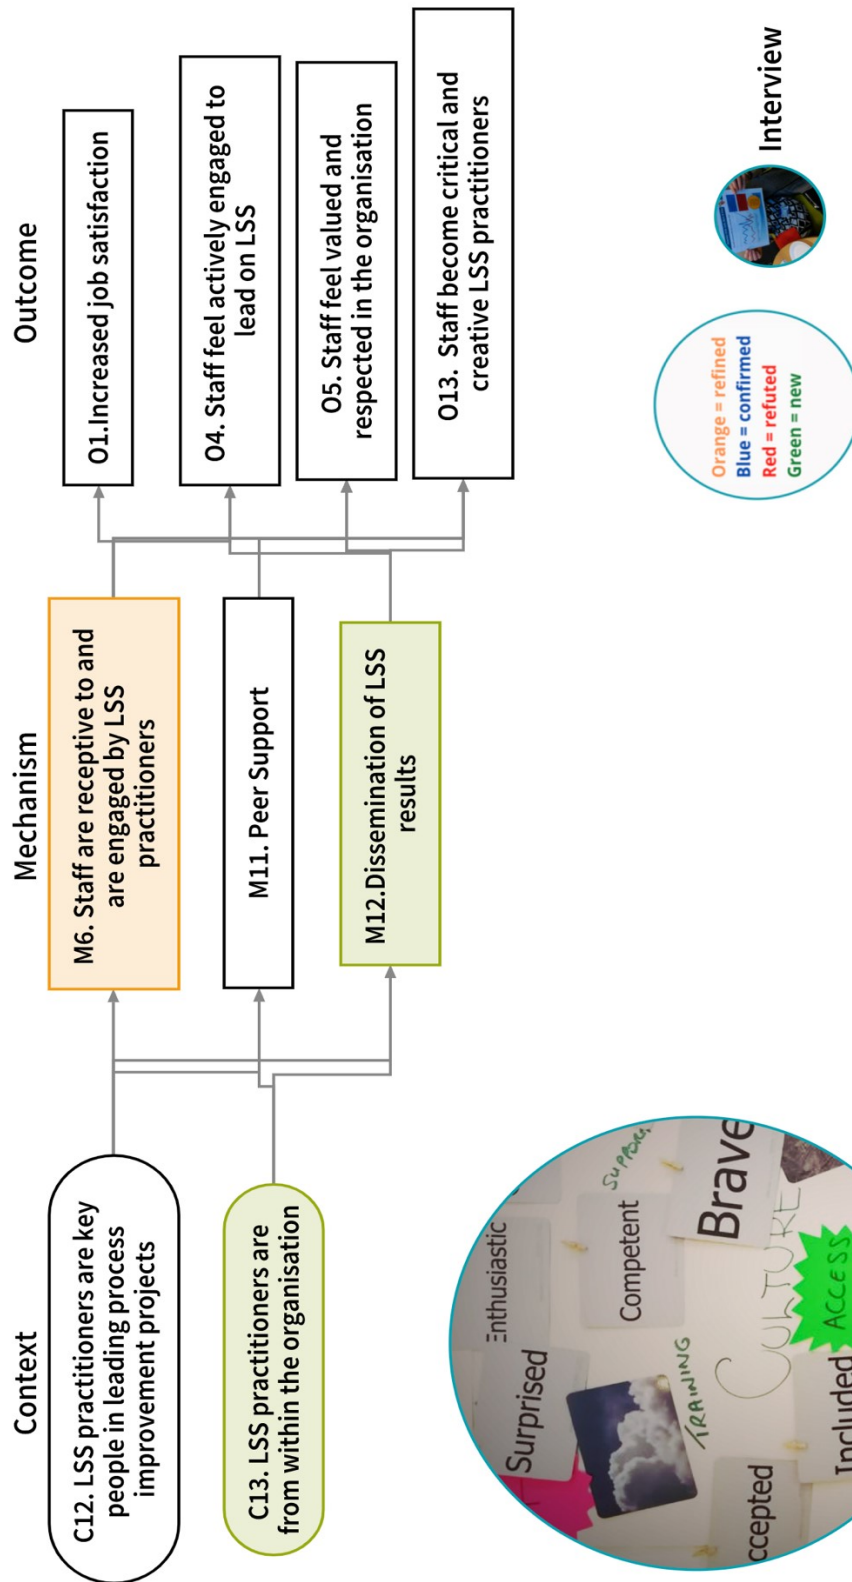 Context
Mechanism
Outcome
C12. LSS practitioners are key
people in leading process
improvement projects
C13. LSS practitioners are
from within the organisation
M6. Staff are receptive to and
are engaged by LSS
practitioners
M11. Peer Support
M12.Dissemination of LSS
results
O1.Increased job satisfaction
O4. Staff feel actively engaged to
lead on LSS
O5. Staff feel valued and
respected in the organisation
O13. Staff become critical and
creative LSS practitioners
Surprised
Enthusiastic
TRAINING
Competent
SUPPORT
ccepted
Included
CULTURE
Brave
ACCESS
Orange = refined
Blue = confirmed
Red = refuted
Green = new
Interview